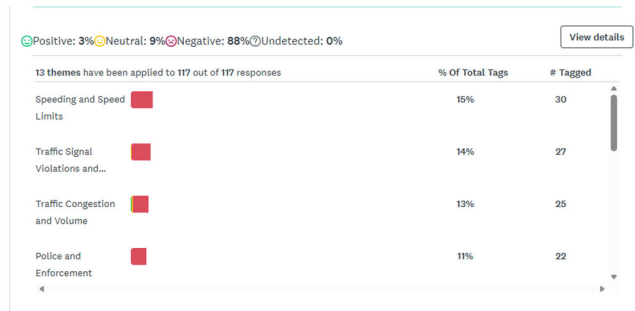 Positive: 3% Neutral: 9% Negative: 88% Undetected: 0%
View details
13 themes have been applied to 117 out of 117 responses % Of Total Tags # Tagged
Speeding and Speed 15% 30
Limits
Traffic Signal 14% 27
Violations and...
Traffic Congestion 13% 25
and Volume
Police and 11% 22
Enforcement